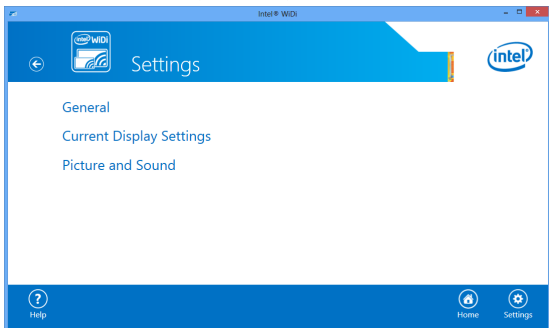 Intel® WiDi
intel WiDi
Settings
intel
General
Current Display Settings
Picture and Sound
Help
Home
Settings